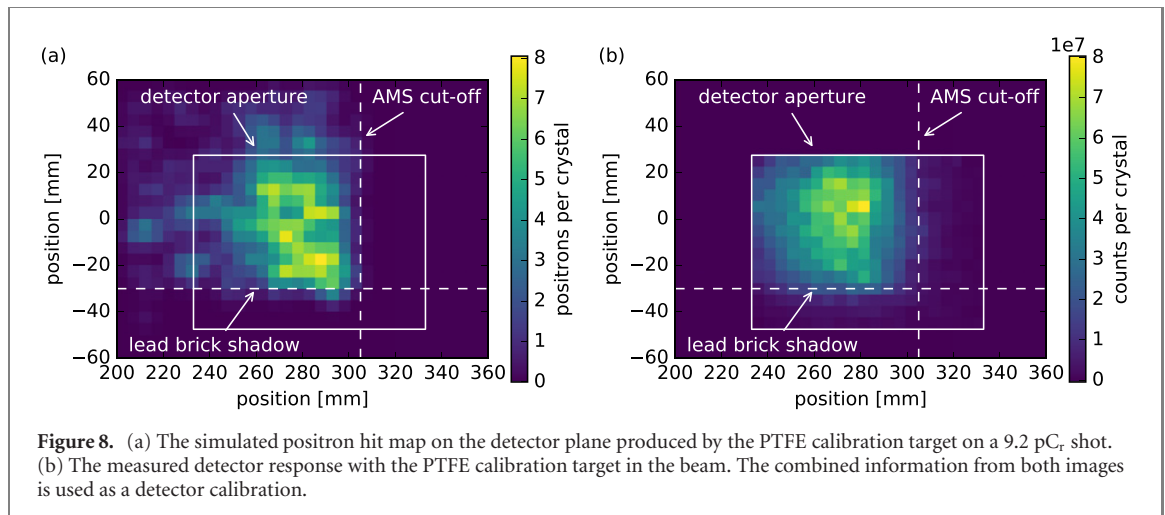 (a)
60
40
20
0
−20
−40
−60
200 220 240 260 280 300 320 340 360
position [mm]
position [mm]
detector aperture
AMS cut-off
lead brick shadow
8
7
6
5
4
3
2
1
0
positrons per crystal
(b)
60
40
20
0
−20
−40
−60
200 220 240 260 280 300 320 340 360
position [mm]
position [mm]
detector aperture
AMS cut-off
lead brick shadow
1e7
8
7
6
5
4
3
2
1
0
counts per crystal
Figure 8. (a) The simulated positron hit map on the detector plane produced by the PTFE calibration target on a 9.2 pCᵣ shot.
(b) The measured detector response with the PTFE calibration target in the beam. The combined information from both images
is used as a detector calibration.